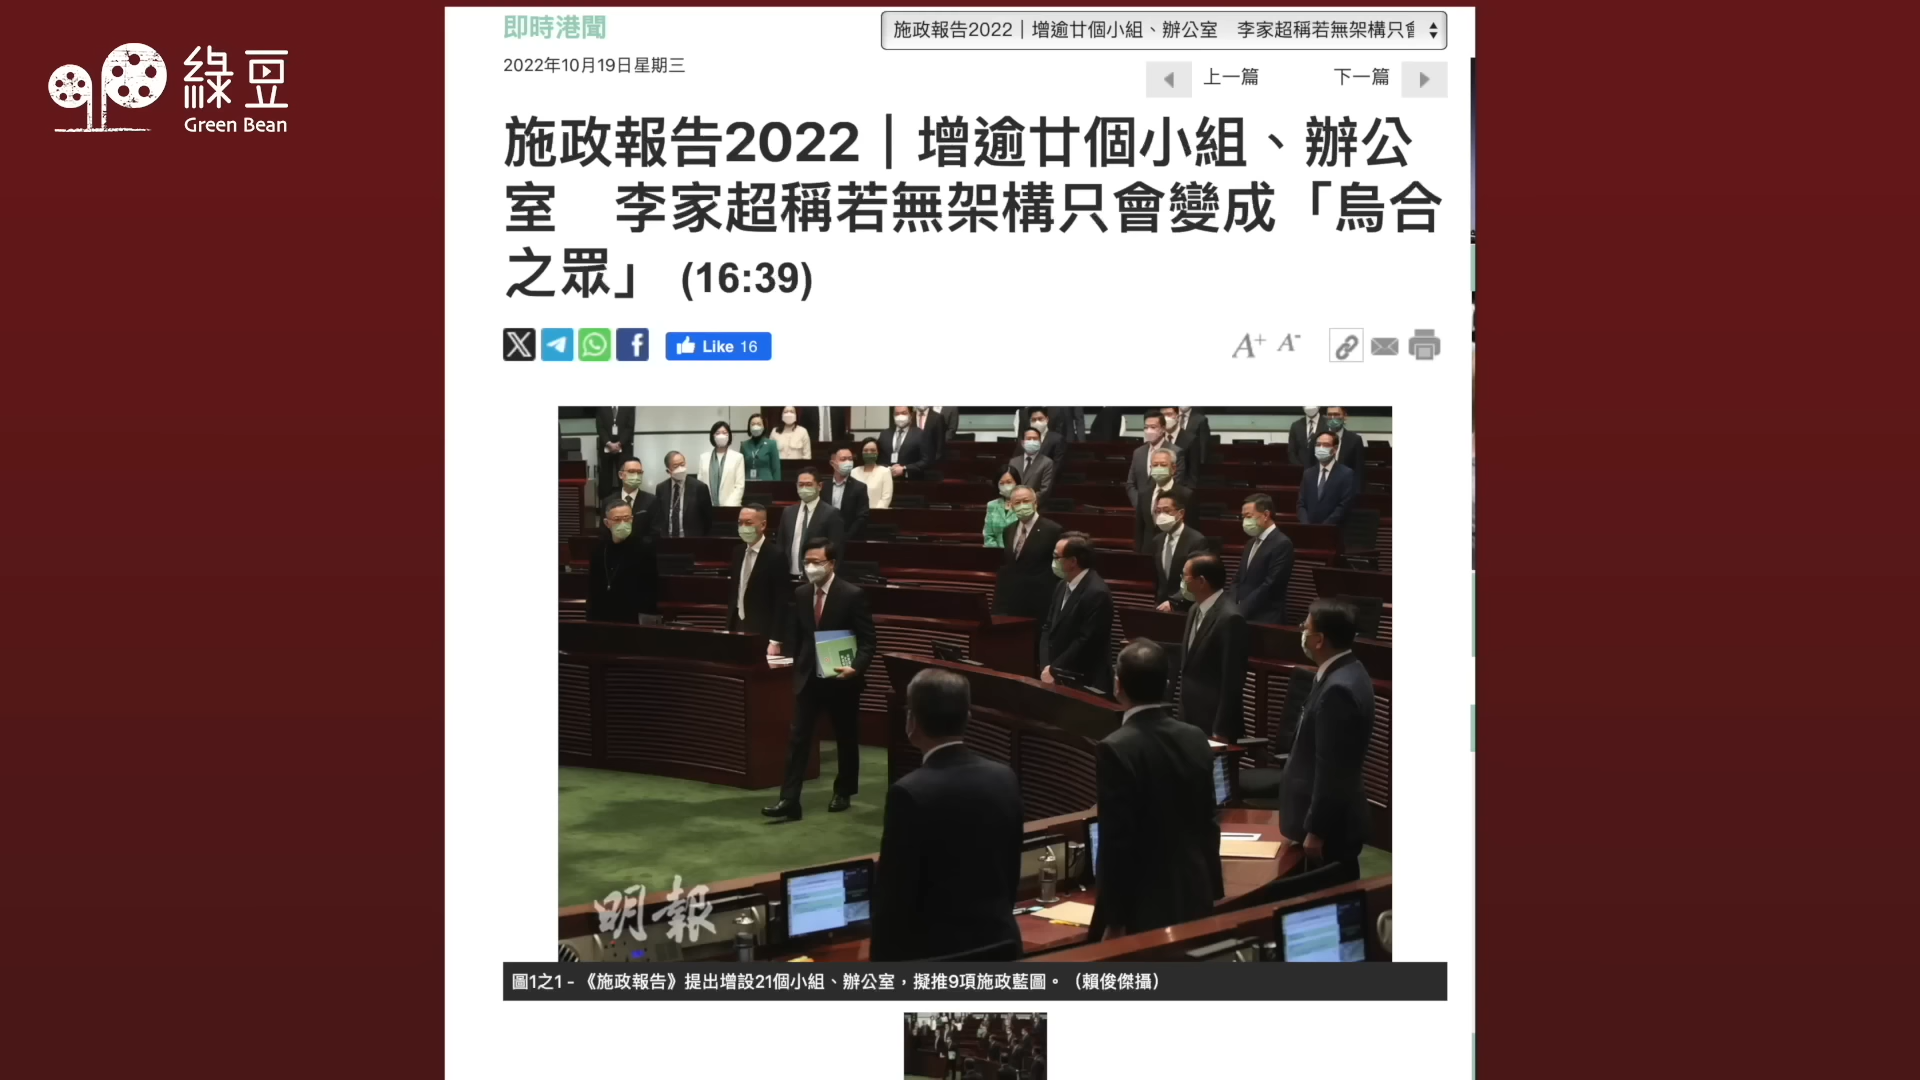 綠豆
Green Bean
即時港聞
施政報告2022｜增逾廿個小組、辦公室　李家超稱若無架構只會
2022年10月19日星期三
上一篇
下一篇
施政報告2022｜增逾廿個小組、辦公
室　李家超稱若無架構只會變成「烏合
之眾」 (16:39)
Like 16
A+ A-
明報
圖1之1 - 《施政報告》提出增設21個小組、辦公室，擬推9項施政藍圖。（賴俊傑攝）